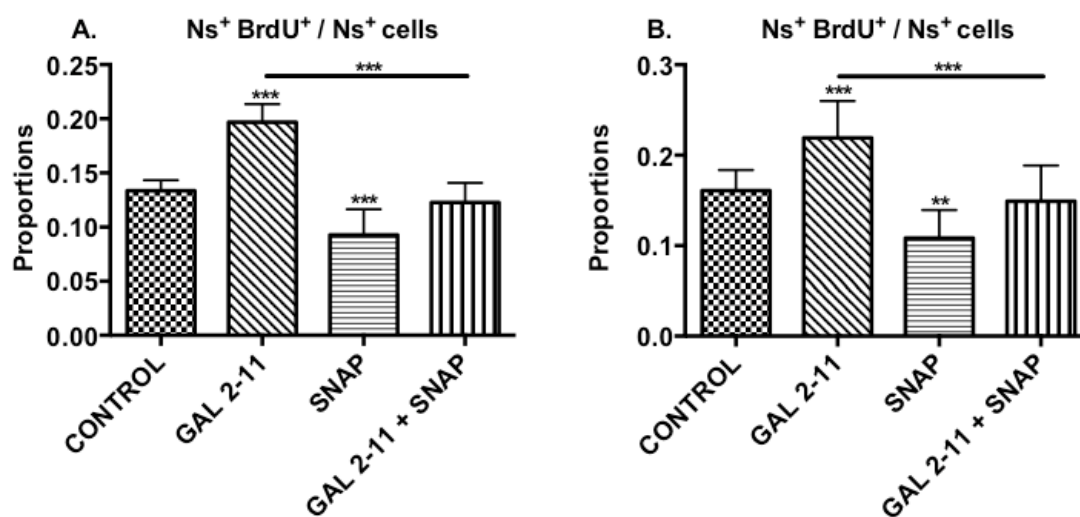 A. Ns⁺ BrdU⁺ / Ns⁺ cells
0.25
0.20
0.15
0.10
0.05
0.00
Proportions
***
***
***
CONTROL
GAL 2-11
SNAP
GAL 2-11 + SNAP
B. Ns⁺ BrdU⁺ / Ns⁺ cells
0.3
0.2
0.1
0.0
Proportions
***
***
**
CONTROL
GAL 2-11
SNAP
GAL 2-11 + SNAP